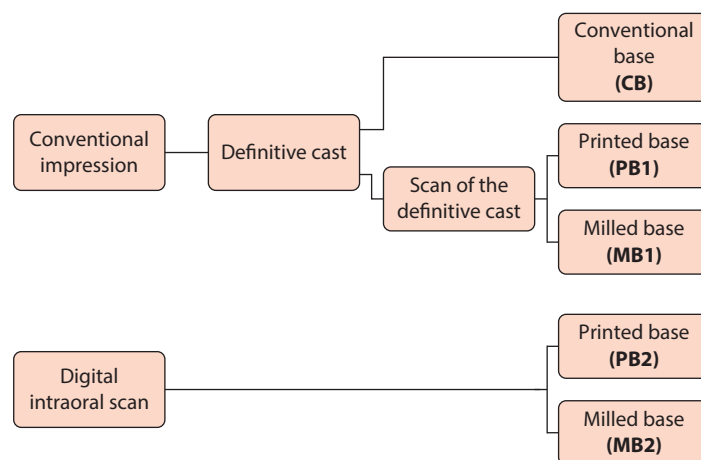 Conventional
base
(CB)
Conventional
impression
Definitive cast
Printed base
(PB1)
Scan of the
definitive cast
Milled base
(MB1)
Printed base
(PB2)
Digital
intraoral scan
Milled base
(MB2)